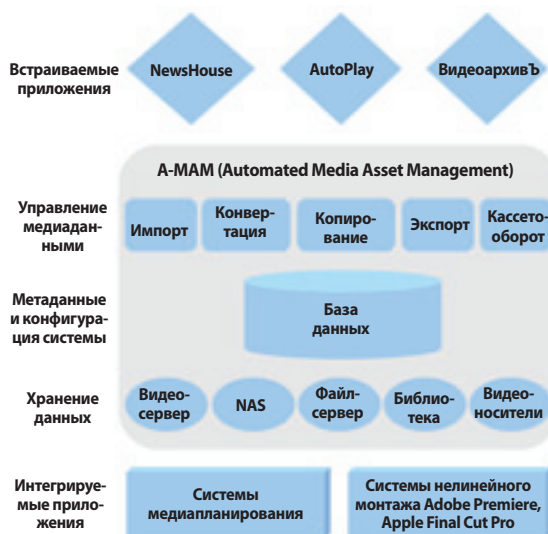 Встраиваемые
приложения
NewsHouse
AutoPlay
ВидеоархивЪ
A-MAM (Automated Media Asset Management)
Управление
медиадан-
ными
Импорт
Конвер-
тация
Копиро-
вание
Экспорт
Кассето-
оборот
Метаданные
и конфигура-
ция системы
База
данных
Хранение
данных
Видео-
сервер
NAS
Файл-
сервер
Библио-
тека
Видео-
носители
Интегрируе-
мые прило-
жения
Системы
медиапланирования
Системы нелинейного
монтажа Adobe Premiere,
Apple Final Cut Pro